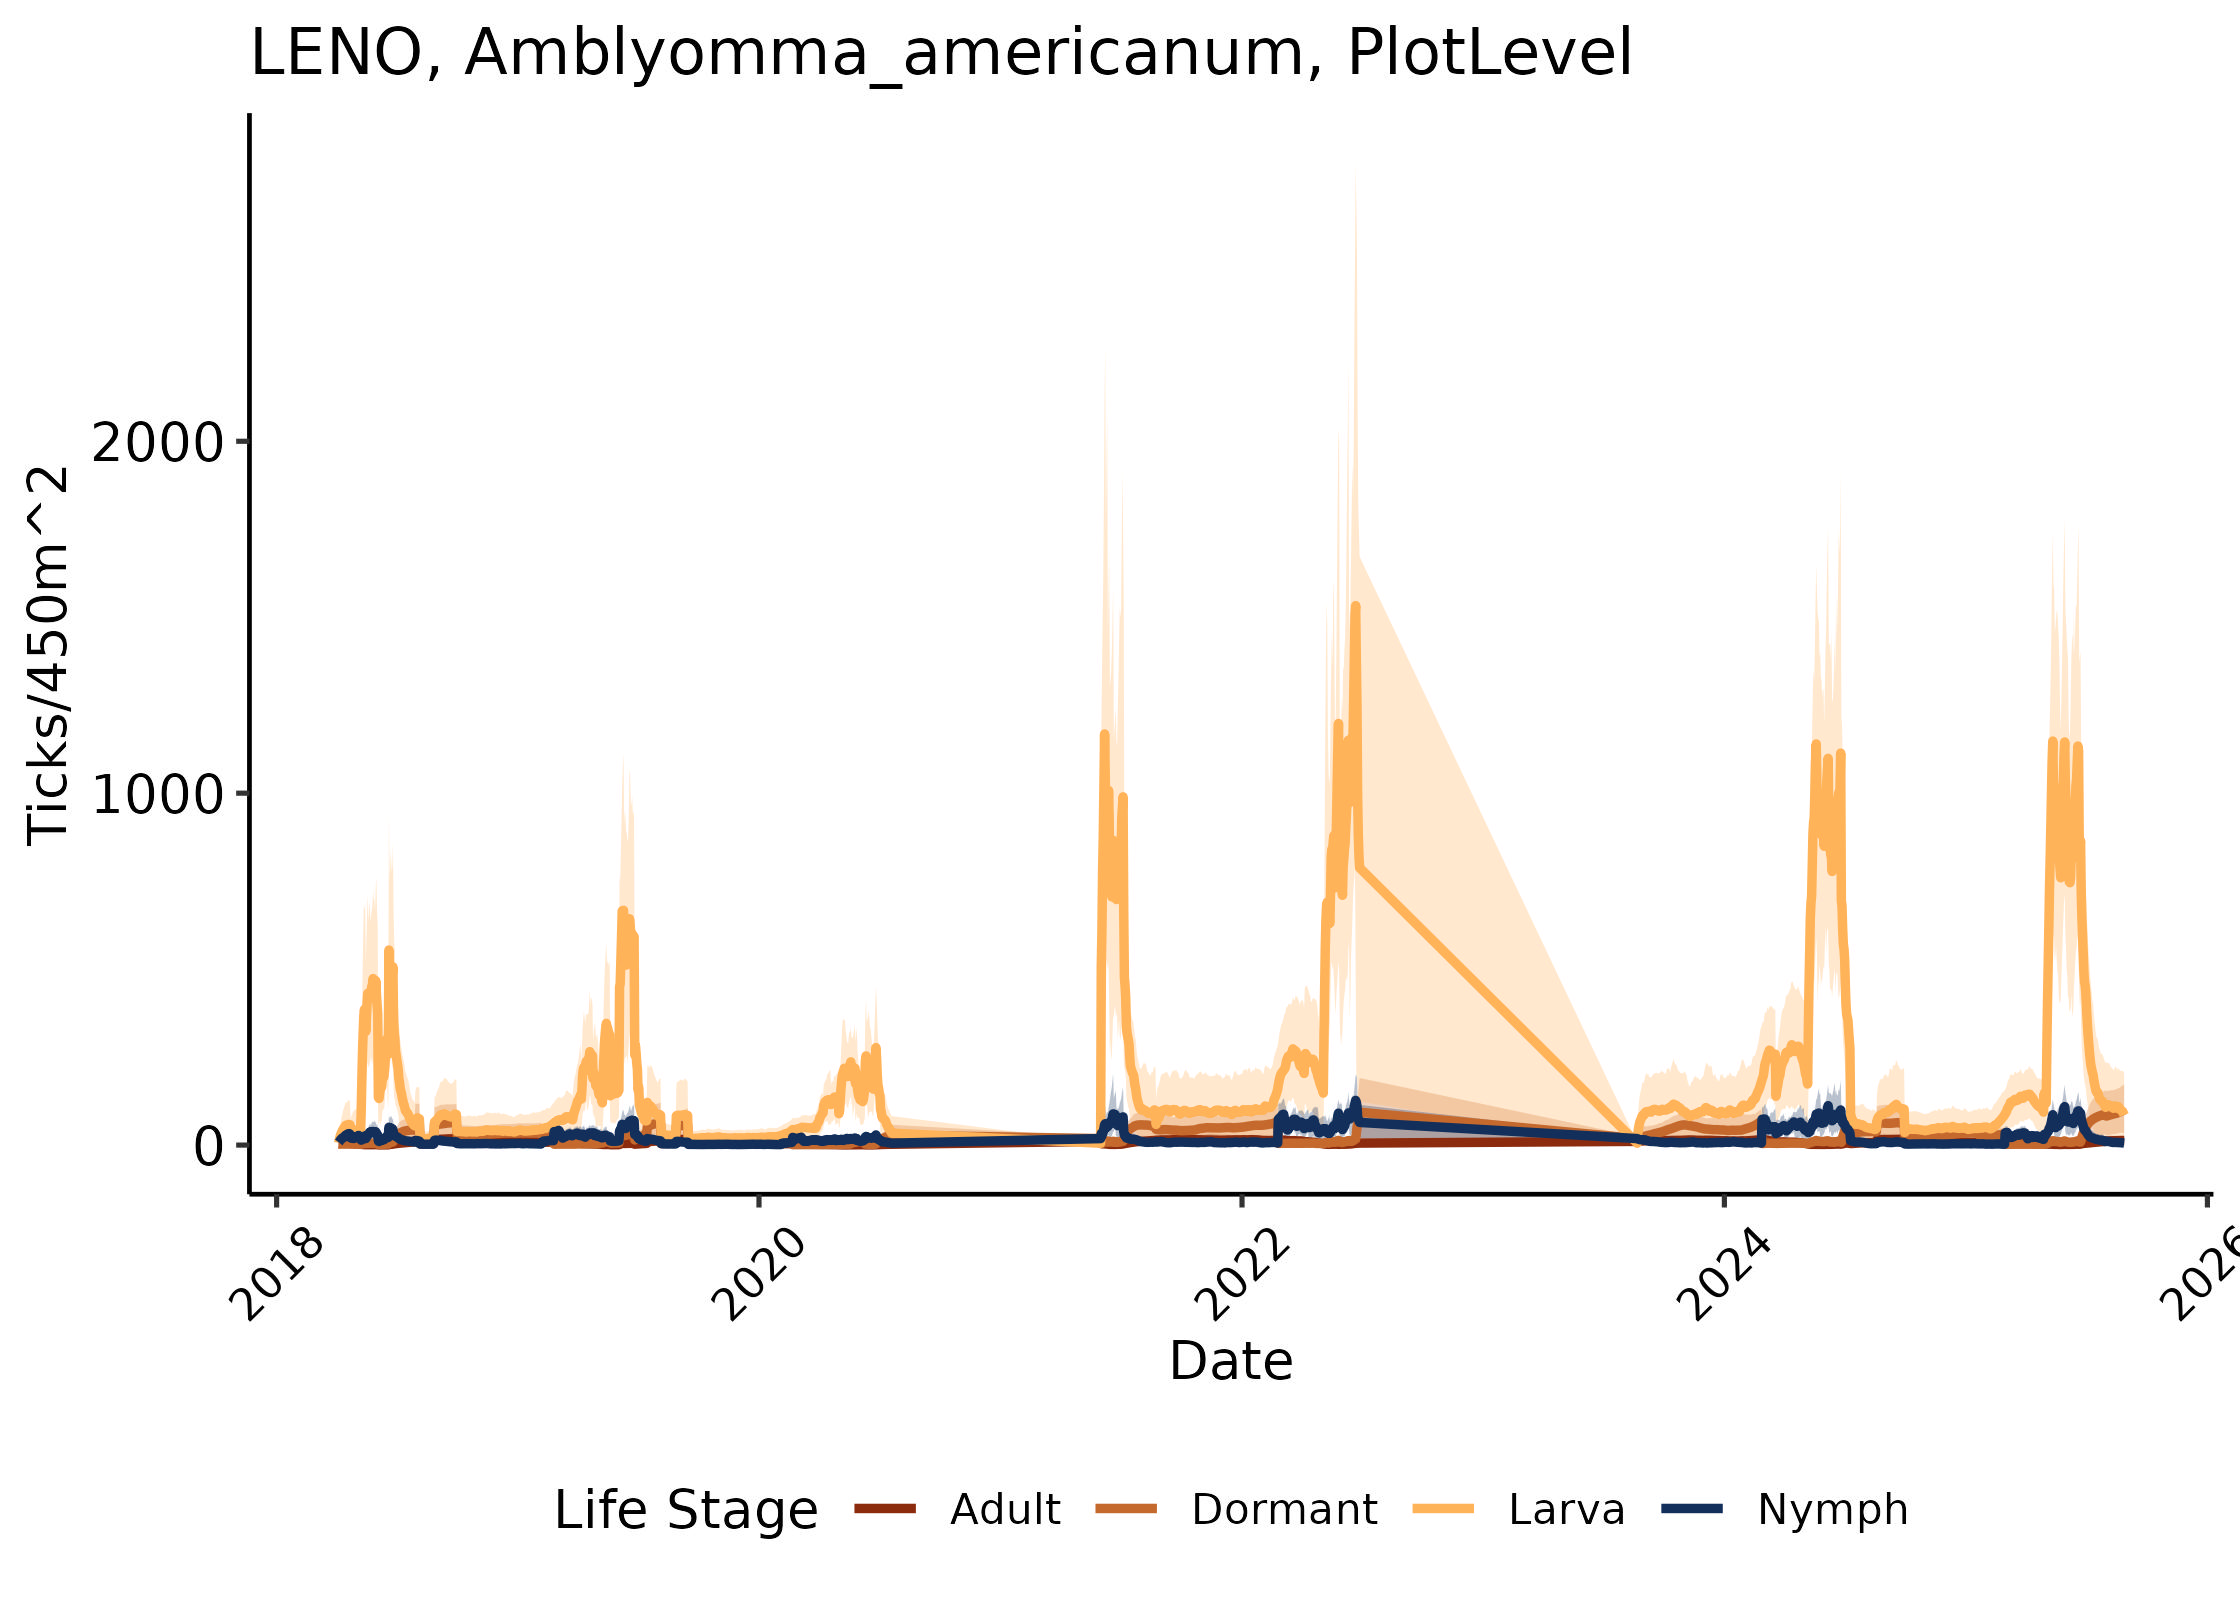 LENO, Amblyomma_americanum, PlotLevel
Ticks/450m^2
2000
1000
0
2018
2020
2022
2024
2026
Date
Life Stage Adult Dormant Larva Nymph